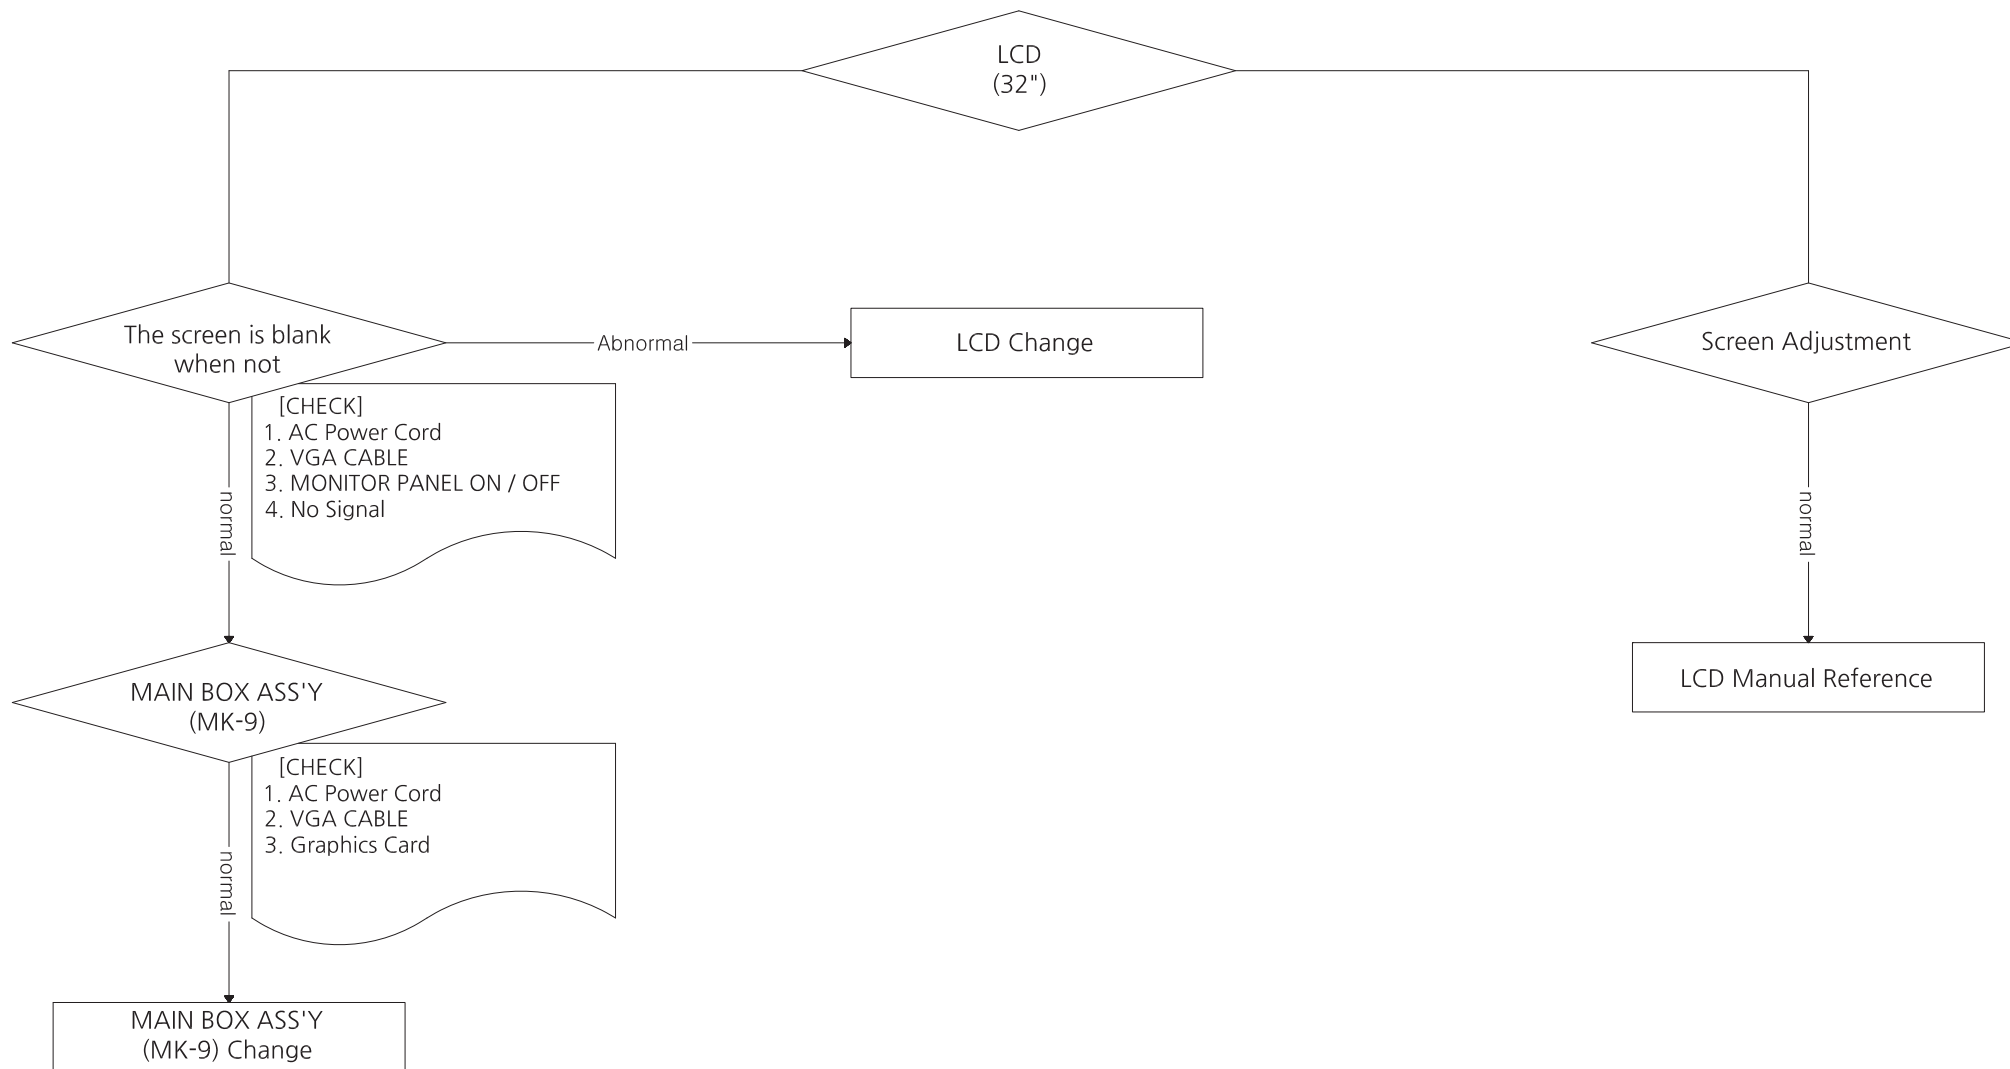 LCD
(32")
The screen is blank
when not
Abnormal
LCD Change
Screen Adjustment
[CHECK]
1. AC Power Cord
2. VGA CABLE
3. MONITOR PANEL ON / OFF
4. No Signal
normal
normal
MAIN BOX ASS'Y
(MK-9)
LCD Manual Reference
[CHECK]
1. AC Power Cord
2. VGA CABLE
3. Graphics Card
normal
MAIN BOX ASS'Y
(MK-9) Change